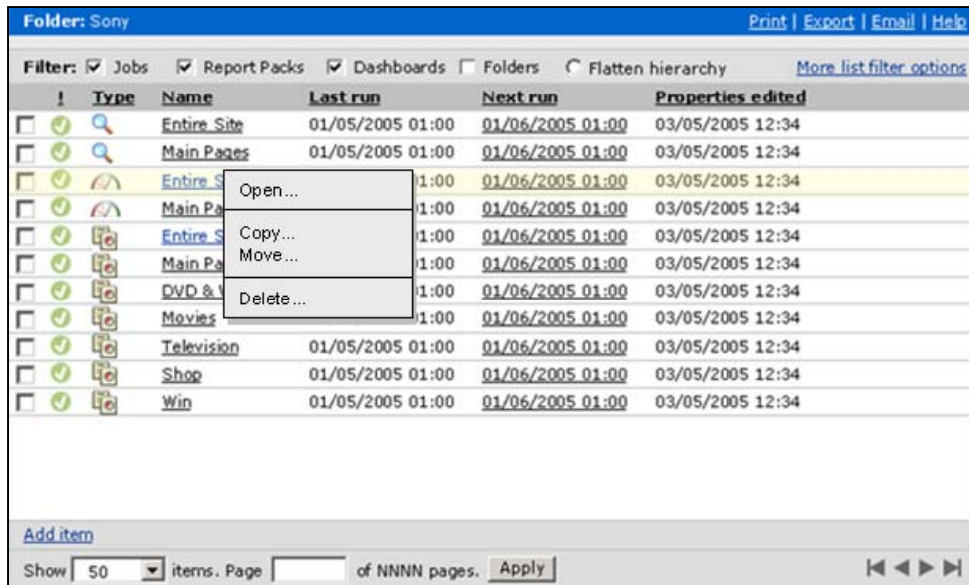 Folder: Sony Print | Export | Email | Help
Filter: Jobs Report Packs Dashboards Folders Flatten hierarchy More list filter options
! Type Name Last run Next run Properties edited
Entire Site 01/05/2005 01:00 01/06/2005 01:00 03/05/2005 12:34
Main Pages 01/05/2005 01:00 01/06/2005 01:00 03/05/2005 12:34
Entire S 1:00 01/06/2005 01:00 03/05/2005 12:34
Open...
Main Pa 1:00 01/06/2005 01:00 03/05/2005 12:34
Entire S 1:00 01/06/2005 01:00 03/05/2005 12:34
Copy...
Move...
Main Pa 1:00 01/06/2005 01:00 03/05/2005 12:34
DVD & V 1:00 01/06/2005 01:00 03/05/2005 12:34
Delete...
Movies 1:00 01/06/2005 01:00 03/05/2005 12:34
Television 01/05/2005 01:00 01/06/2005 01:00 03/05/2005 12:34
Shop 01/05/2005 01:00 01/06/2005 01:00 03/05/2005 12:34
Win 01/05/2005 01:00 01/06/2005 01:00 03/05/2005 12:34
Add item
Show 50 items. Page of NNNN pages. Apply